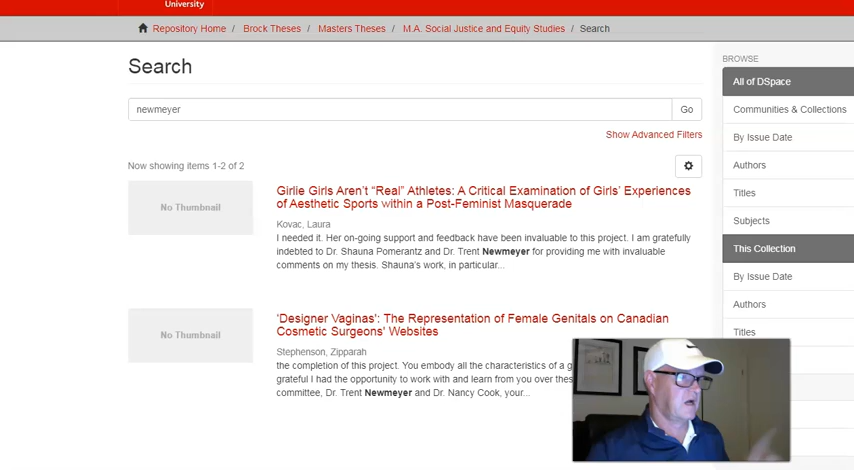 University
Repository Home / Brock Theses / Masters Theses / M.A. Social Justice and Equity Studies / Search
Search
newmeyer
Go
Show Advanced Filters
Now showing items 1-2 of 2
No Thumbnail
Girlie Girls Aren't “Real” Athletes: A Critical Examination of Girls' Experiences
of Aesthetic Sports within a Post-Feminist Masquerade
Kovac, Laura
I needed it. Her on-going support and feedback have been invaluable to this project. I am gratefully
indebted to Dr. Shauna Pomerantz and Dr. Trent Newmeyer for providing me with invaluable
comments on my thesis. Shauna's work, in particular...
No Thumbnail
'Designer Vaginas': The Representation of Female Genitals on Canadian
Cosmetic Surgeons' Websites
Stephenson, Zipparah
the completion of this project. You embody all the characteristics of a
grateful I had the opportunity to work with and learn from you over
committee, Dr. Trent Newmeyer and Dr. Nancy Cook, your...
BROWSE
All of DSpace
Communities & Collections
By Issue Date
Authors
Titles
Subjects
This Collection
By Issue Date
Authors
Titles